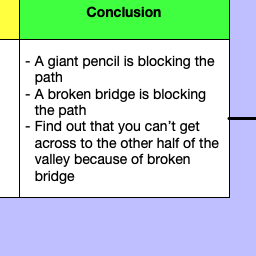 Conclusion
- A giant pencil is blocking the
path
- A broken bridge is blocking
the path
- Find out that you can’t get
across to the other half of the
valley because of broken
bridge